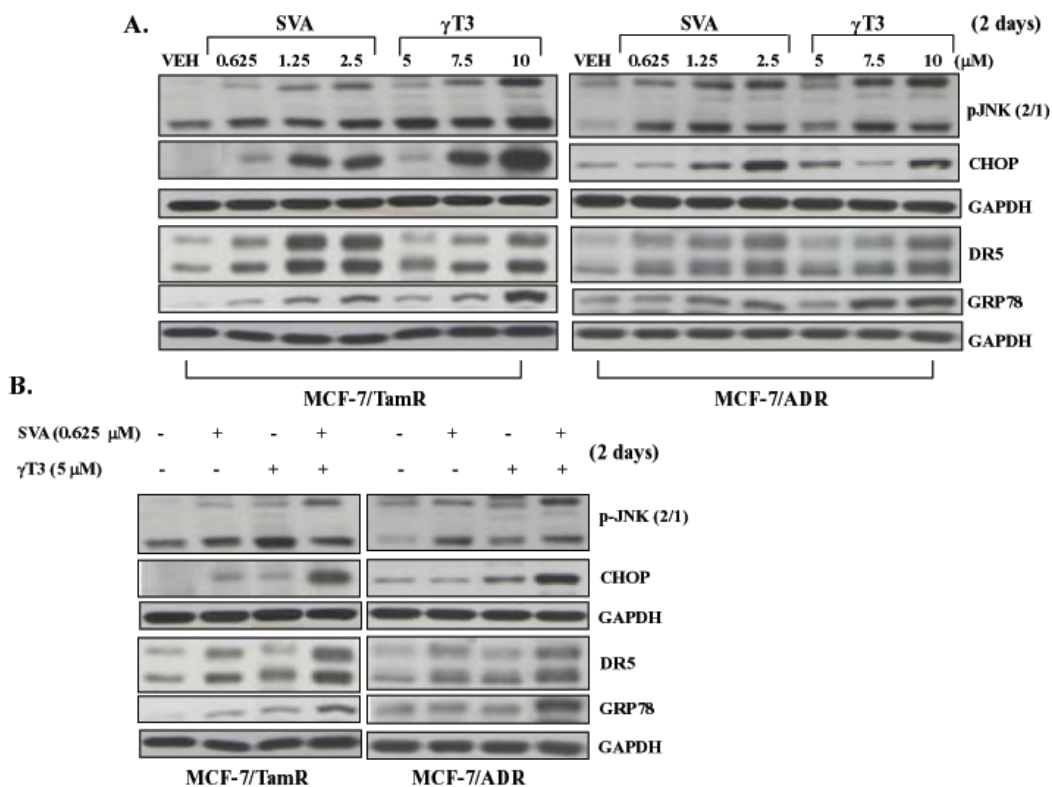 A.
SVA γT3 SVA γT3 (2 days)
VEH 0.625 1.25 2.5 5 7.5 10 VEH 0.625 1.25 2.5 5 7.5 10 (μM)
pJNK (2/1)
CHOP
GAPDH
DR5
GRP78
GAPDH
MCF-7/TamR MCF-7/ADR
B.
SVA (0.625 μM) - + - + - + - +
(2 days)
γT3 (5 μM) - - + + - - + +
p-JNK (2/1)
CHOP
GAPDH
DR5
GRP78
GAPDH
MCF-7/TamR MCF-7/ADR